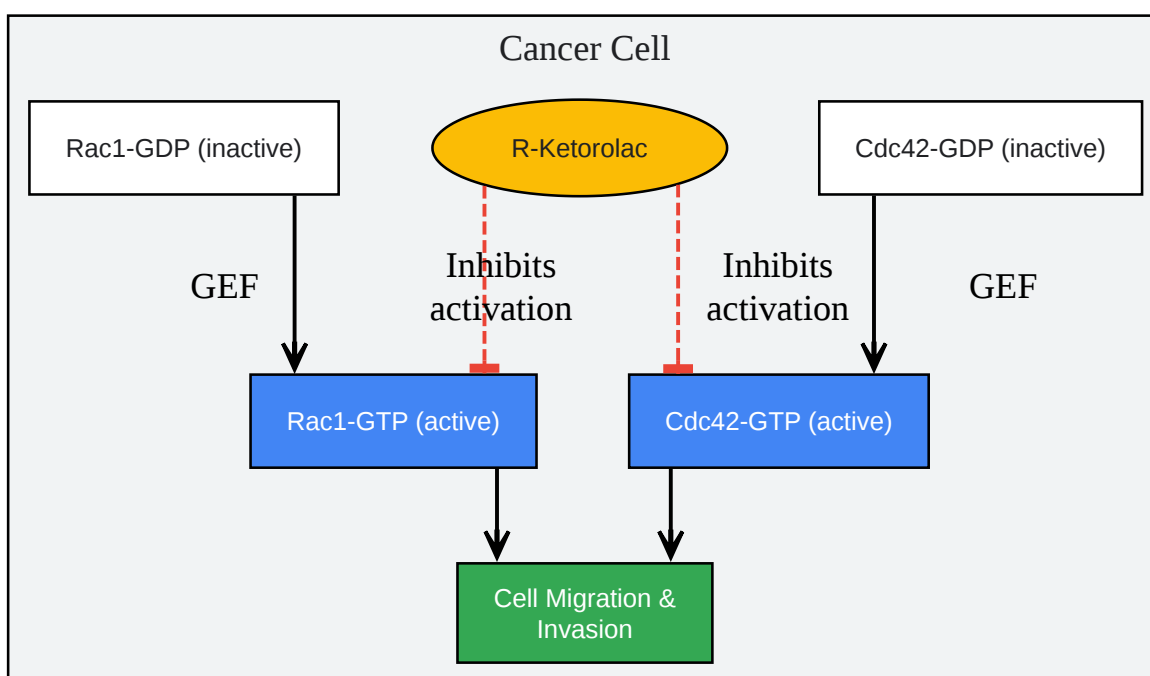 Cancer Cell
Rac1-GDP (inactive)
R-Ketorolac
Cdc42-GDP (inactive)
GEF
Inhibits
activation
Inhibits
activation
GEF
Rac1-GTP (active)
Cdc42-GTP (active)
Cell Migration &
Invasion